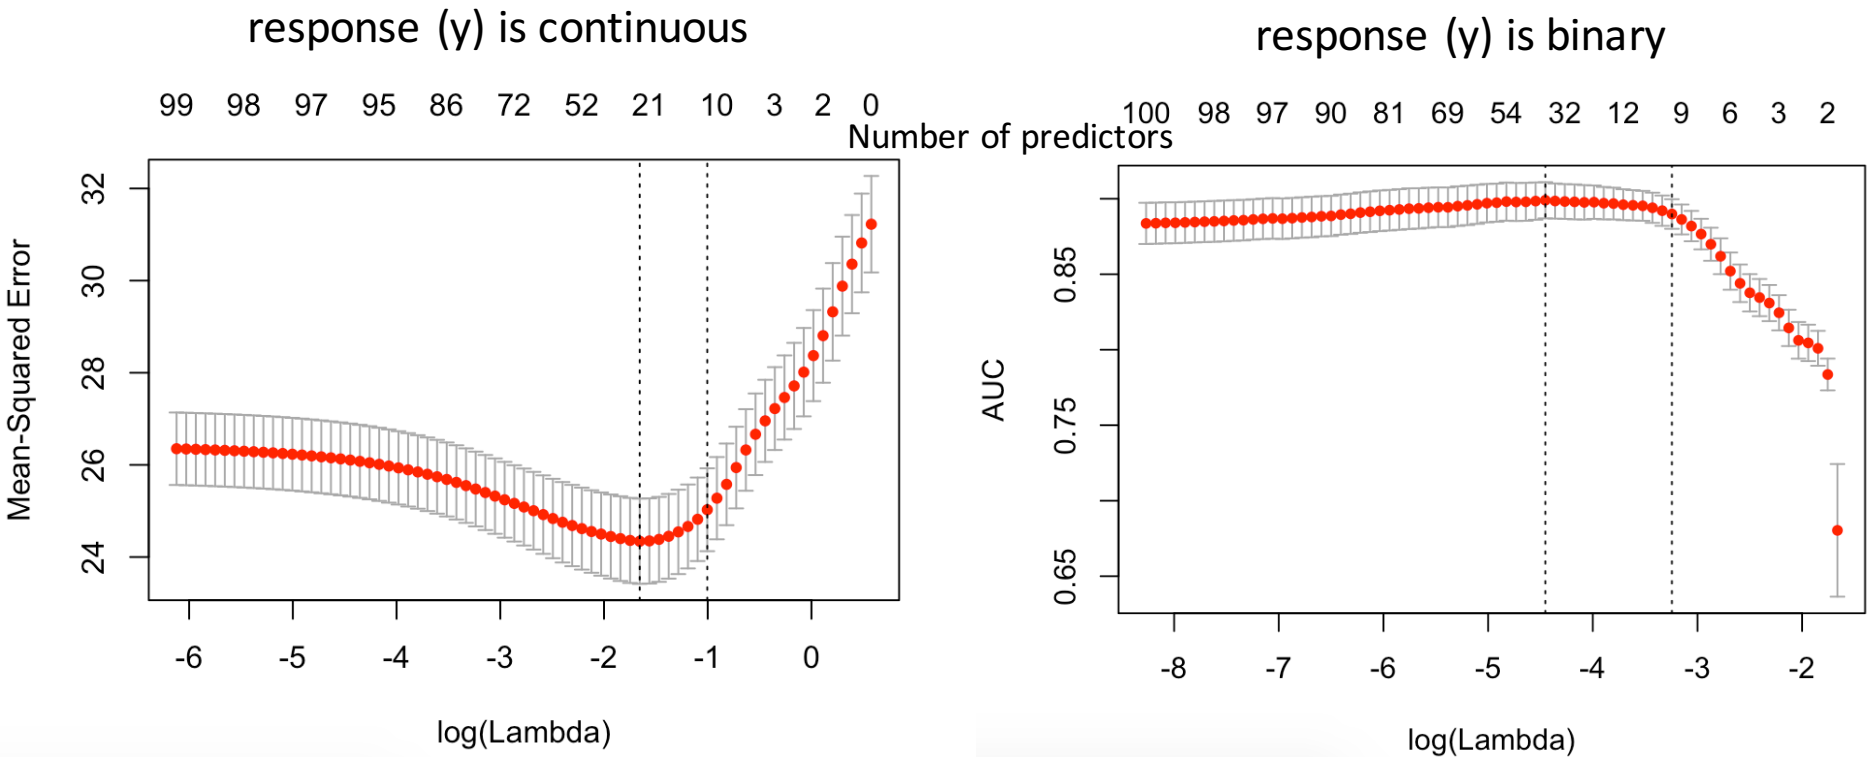 response (y) is continuous
99 98 97 95 86 72 52 21 10 3 2 0
Mean-Squared Error
32
30
28
26
24
-6 -5 -4 -3 -2 -1 0
log(Lambda)
Number of predictors
response (y) is binary
100 98 97 90 81 69 54 32 12 9 6 3 2
AUC
0.85
0.75
0.65
-8 -7 -6 -5 -4 -3 -2
log(Lambda)